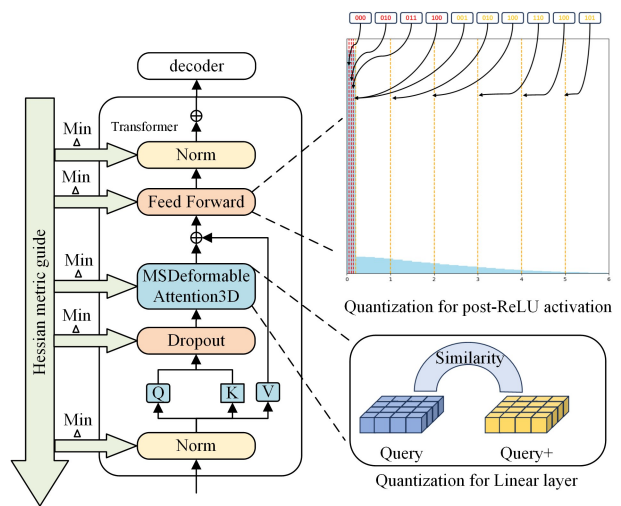 000 010 011 100 001 010 100 110 100 101
decoder
Transformer
Min
Δ
Norm
Min
Δ
Feed Forward
Hessian metric guide
Min
Δ
MSDeformable
Attention3D
0 1 2 3 4 5 6
Quantization for post-ReLU activation
Min
Δ
Dropout
Similarity
Q K V
Min
Δ
Norm
Query Query+
Quantization for Linear layer